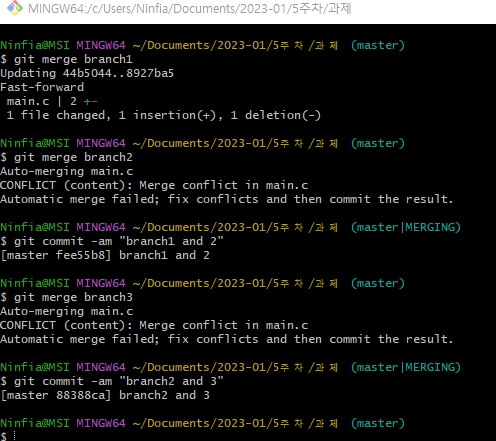 MINGW64:/c/Users/Ninfia/Documents/2023-01/5주차/과제
Ninfia@MSI MINGW64 ~/Documents/2023-01/5주차/과제 (master)
$ git merge branch1
Updating 44b5044..8927ba5
Fast-forward
main.c | 2 +-
1 file changed, 1 insertion(+), 1 deletion(-)
Ninfia@MSI MINGW64 ~/Documents/2023-01/5주차/과제 (master)
$ git merge branch2
Auto-merging main.c
CONFLICT (content): Merge conflict in main.c
Automatic merge failed; fix conflicts and then commit the result.
Ninfia@MSI MINGW64 ~/Documents/2023-01/5주차/과제 (master|MERGING)
$ git commit -am "branch1 and 2"
[master fee55b8] branch1 and 2
Ninfia@MSI MINGW64 ~/Documents/2023-01/5주차/과제 (master)
$ git merge branch3
Auto-merging main.c
CONFLICT (content): Merge conflict in main.c
Automatic merge failed; fix conflicts and then commit the result.
Ninfia@MSI MINGW64 ~/Documents/2023-01/5주차/과제 (master|MERGING)
$ git commit -am "branch2 and 3"
[master 88388ca] branch2 and 3
Ninfia@MSI MINGW64 ~/Documents/2023-01/5주차/과제 (master)
$